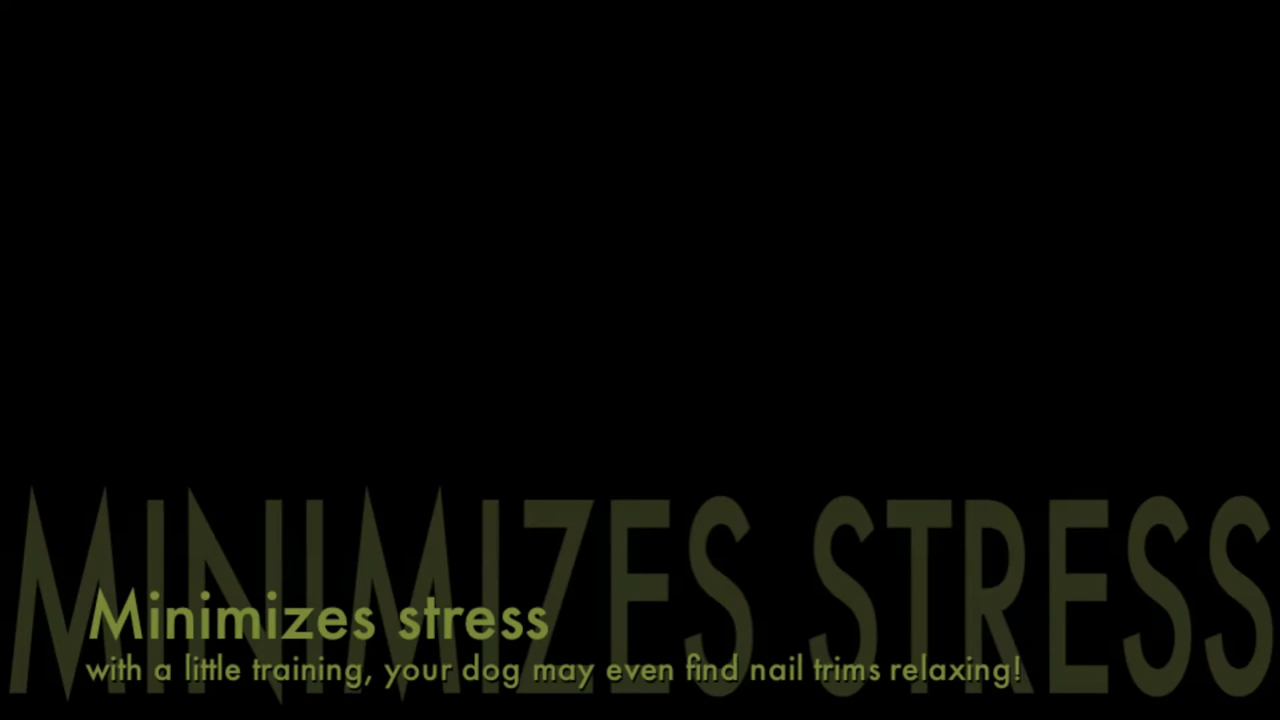 MINIMIZES STRESS
Minimizes stress
with a little training, your dog may even find nail trims relaxing!